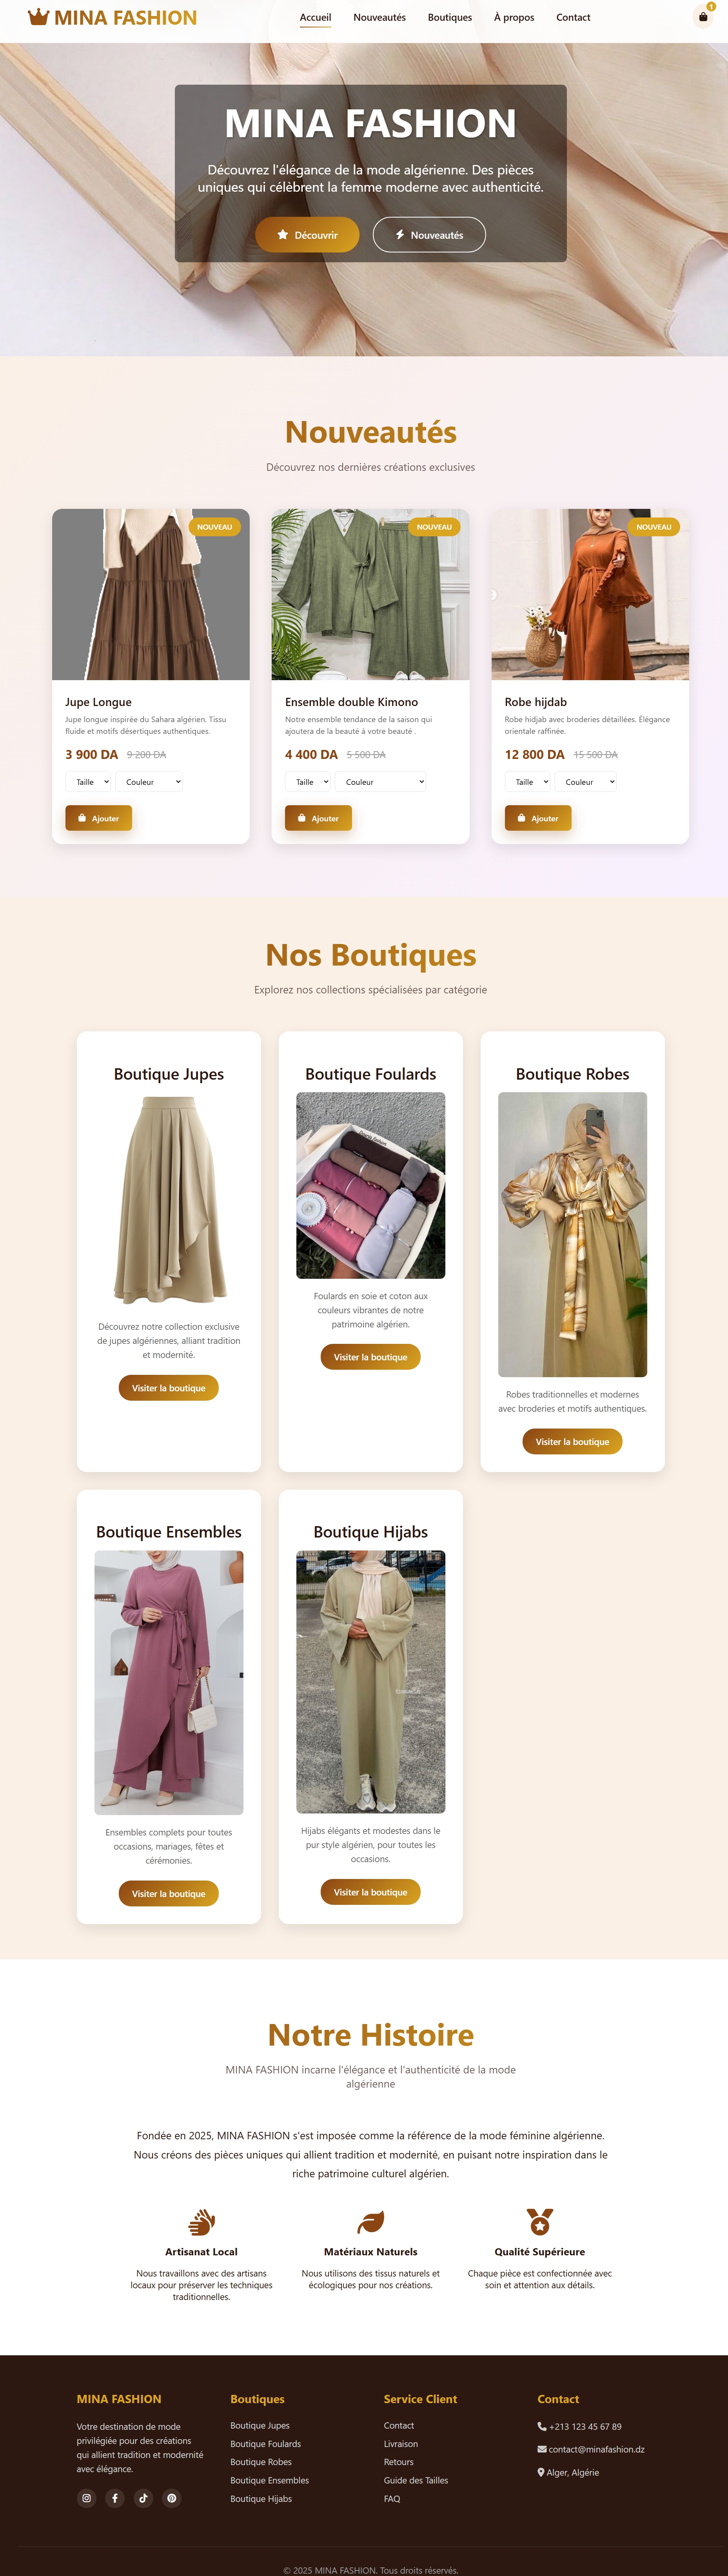 MINA FASHION
Accueil
Nouveautés
Boutiques
À propos
Contact
1
MINA FASHION
Découvrez l'élégance de la mode algérienne. Des pièces
uniques qui célèbrent la femme moderne avec authenticité.
Découvrir
Nouveautés
Nouveautés
Découvrez nos dernières créations exclusives
NOUVEAU
Jupe Longue
Jupe longue inspirée du Sahara algérien. Tissu
fluide et motifs désertiques authentiques.
3 900 DA 9 200 DA
Taille Couleur
Ajouter
NOUVEAU
Ensemble double Kimono
Notre ensemble tendance de la saison qui
ajoutera de la beauté à votre beauté .
4 400 DA 5 500 DA
Taille Couleur
Ajouter
NOUVEAU
Robe hijdab
Robe hidjab avec broderies détaillées. Élégance
orientale raffinée.
12 800 DA 15 500 DA
Taille Couleur
Ajouter
Nos Boutiques
Explorez nos collections spécialisées par catégorie
Boutique Jupes
Découvrez notre collection exclusive
de jupes algériennes, alliant tradition
et modernité.
Visiter la boutique
Boutique Foulards
Foulards en soie et coton aux
couleurs vibrantes de notre
patrimoine algérien.
Visiter la boutique
Boutique Robes
Robes traditionnelles et modernes
avec broderies et motifs authentiques.
Visiter la boutique
Boutique Ensembles
Ensembles complets pour toutes
occasions, mariages, fêtes et
cérémonies.
Visiter la boutique
Boutique Hijabs
Hijabs élégants et modestes dans le
pur style algérien, pour toutes les
occasions.
Visiter la boutique
Notre Histoire
MINA FASHION incarne l'élégance et l'authenticité de la mode
algérienne
Fondée en 2025, MINA FASHION s'est imposée comme la référence de la mode féminine algérienne.
Nous créons des pièces uniques qui allient tradition et modernité, en puisant notre inspiration dans le
riche patrimoine culturel algérien.
Artisanat Local
Nous travaillons avec des artisans
locaux pour préserver les techniques
traditionnelles.
Matériaux Naturels
Nous utilisons des tissus naturels et
écologiques pour nos créations.
Qualité Supérieure
Chaque pièce est confectionnée avec
soin et attention aux détails.
MINA FASHION
Votre destination de mode
privilégiée pour des créations
qui allient tradition et modernité
avec élégance.
Boutiques
Boutique Jupes
Boutique Foulards
Boutique Robes
Boutique Ensembles
Boutique Hijabs
Service Client
Contact
Livraison
Retours
Guide des Tailles
FAQ
Contact
+213 123 45 67 89
contact@minafashion.dz
Alger, Algérie
© 2025 MINA FASHION. Tous droits réservés.